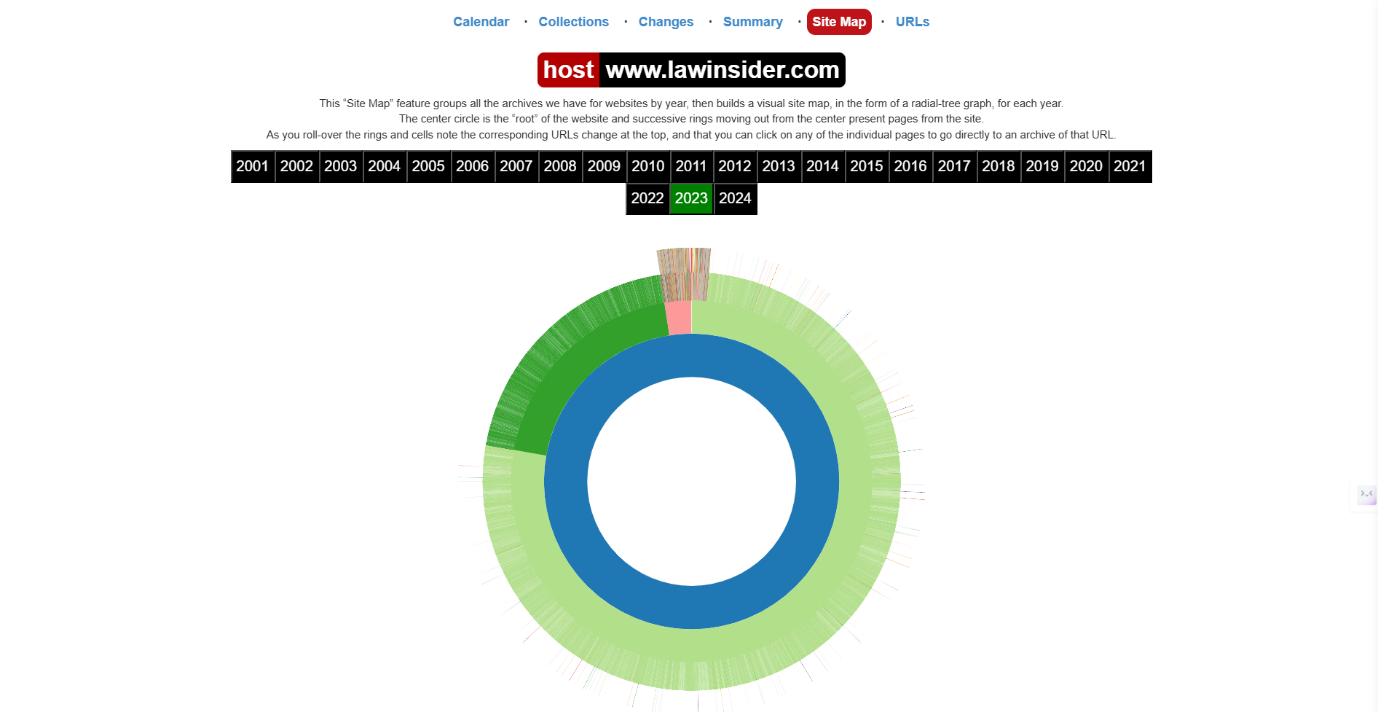 Calendar · Collections · Changes · Summary · Site Map · URLs
host www.lawinsider.com
This "Site Map" feature groups all the archives we have for websites by year, then builds a visual site map, in the form of a radial-tree graph, for each year.
The center circle is the "root" of the website and successive rings moving out from the center present pages from the site.
As you roll-over the rings and cells note the corresponding URLs change at the top, and that you can click on any of the individual pages to go directly to an archive of that URL.
2001 2002 2003 2004 2005 2006 2007 2008 2009 2010 2011 2012 2013 2014 2015 2016 2017 2018 2019 2020 2021
2022 2023 2024